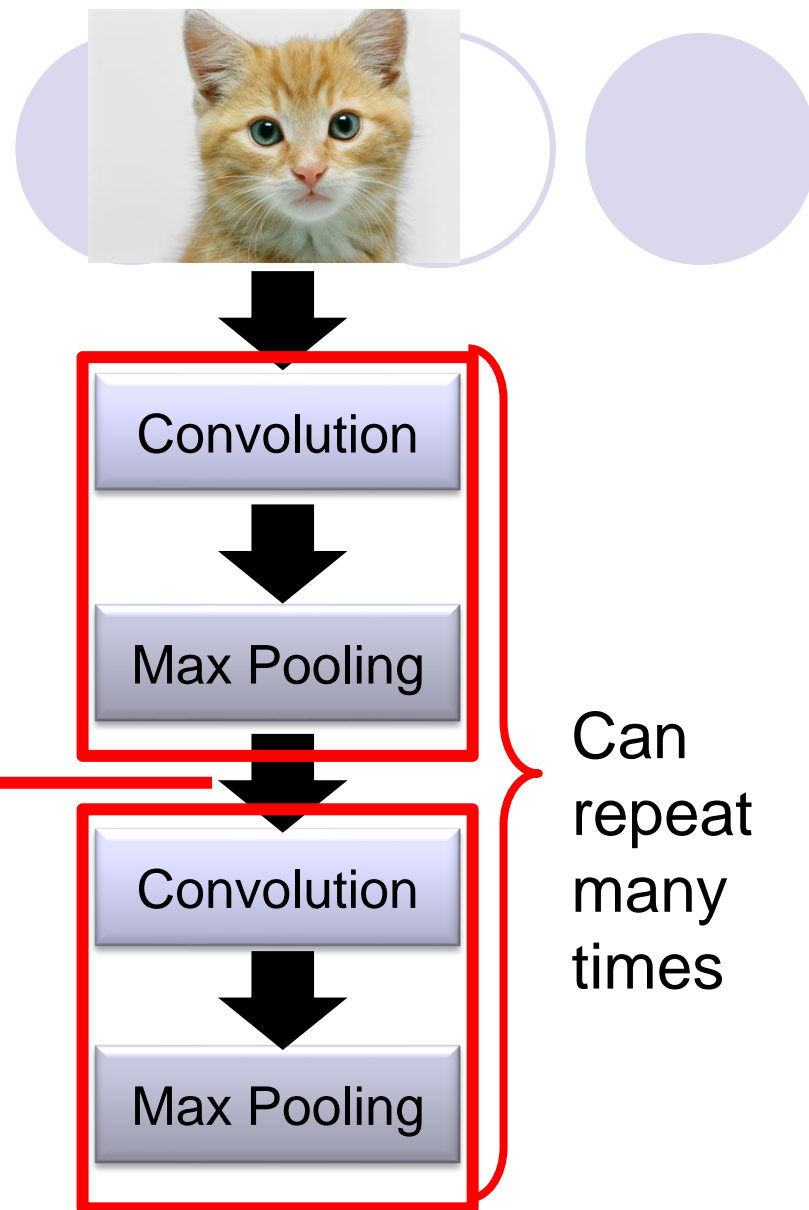 Convolution
Max Pooling
Can
repeat
many
times
Convolution
Max Pooling